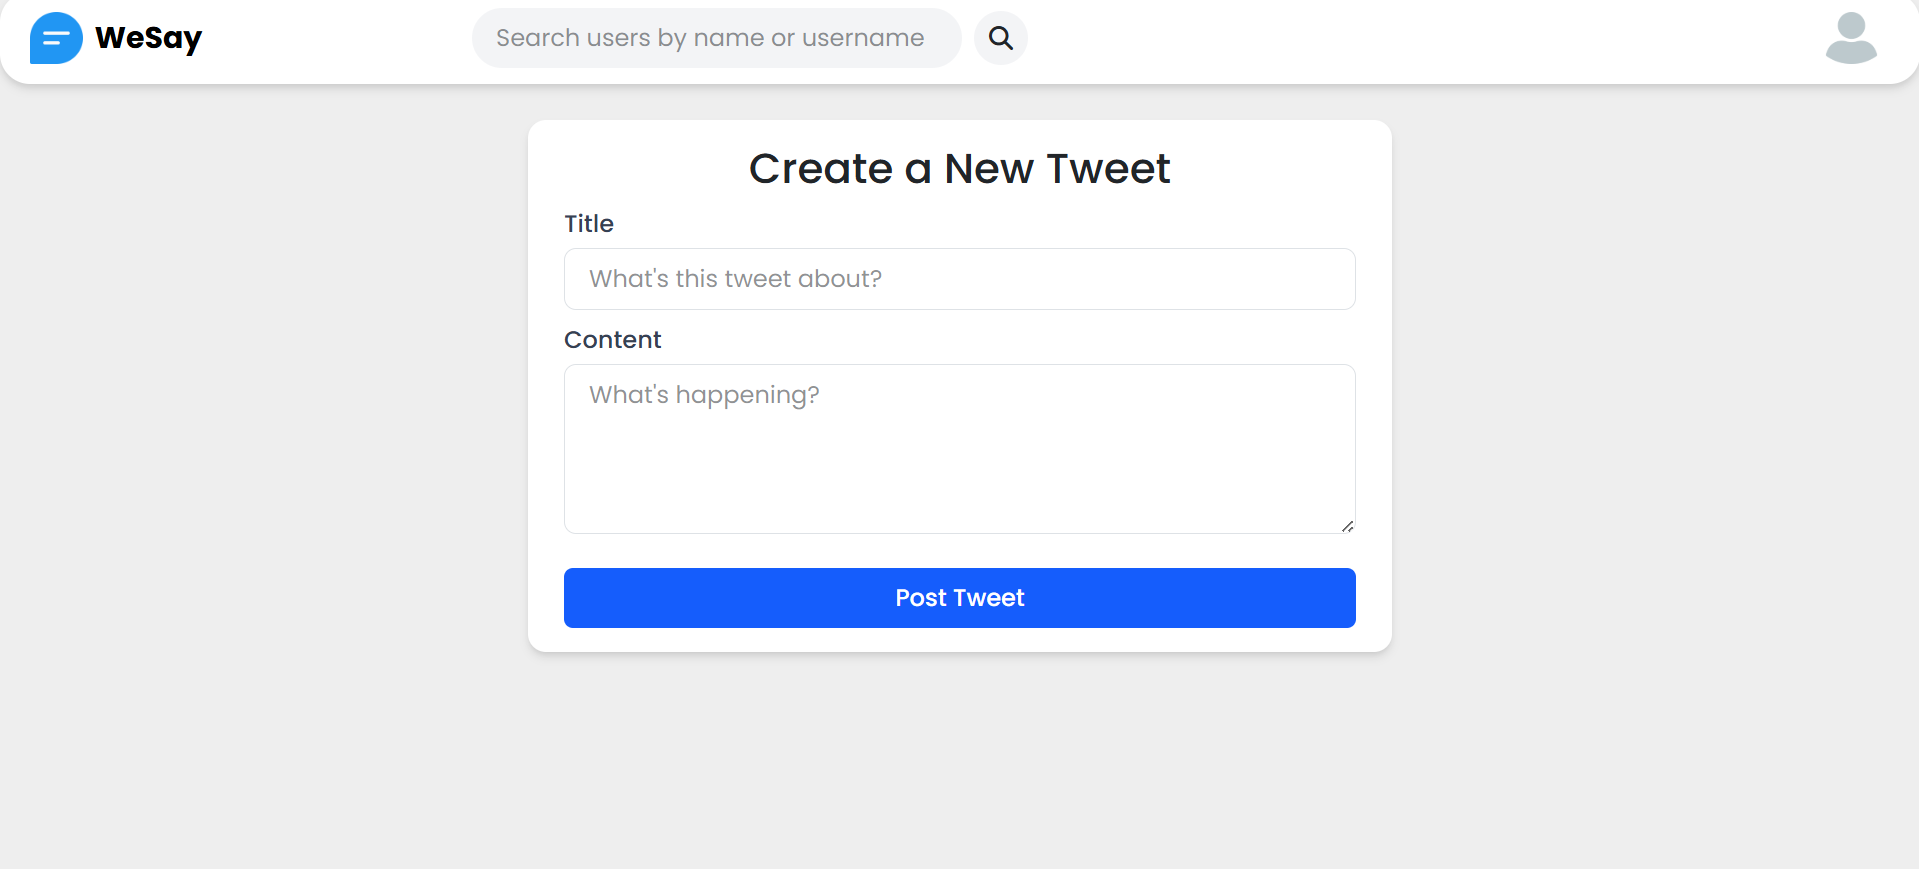 WeSay
Search users by name or username
Create a New Tweet
Title
What's this tweet about?
Content
What's happening?
Post Tweet